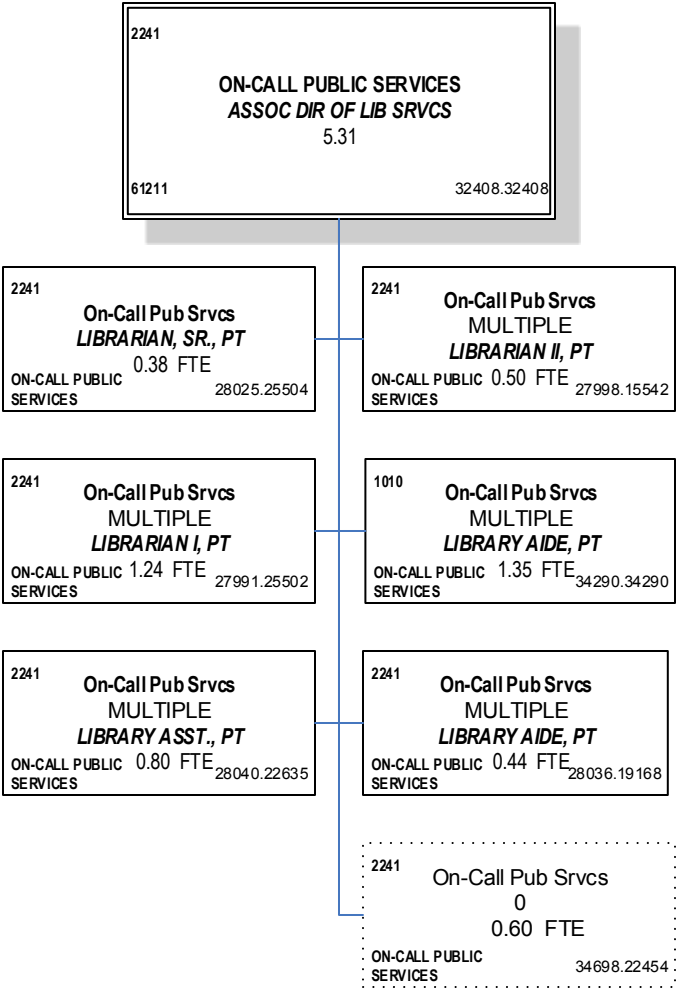 2241
ON-CALL PUBLIC SERVICES
ASSOC DIR OF LIB SRVCS
5.31
61211 32408.32408
2241
On-Call Pub Srvcs
LIBRARIAN, SR., PT
0.38 FTE
ON-CALL PUBLIC
SERVICES
28025.25504
2241
On-Call Pub Srvcs
MULTIPLE
LIBRARIAN II, PT
ON-CALL PUBLIC 0.50 FTE
SERVICES
27998.15542
2241
On-Call Pub Srvcs
MULTIPLE
LIBRARIAN I, PT
ON-CALL PUBLIC 1.24 FTE
SERVICES
27991.25502
1010
On-Call Pub Srvcs
MULTIPLE
LIBRARY AIDE, PT
ON-CALL PUBLIC 1.35 FTE
SERVICES
34290.34290
2241
On-Call Pub Srvcs
MULTIPLE
LIBRARY ASST., PT
ON-CALL PUBLIC 0.80 FTE
SERVICES
28040.22635
2241
On-Call Pub Srvcs
MULTIPLE
LIBRARY AIDE, PT
ON-CALL PUBLIC 0.44 FTE
SERVICES
28036.19168
2241
On-Call Pub Srvcs
0
0.60 FTE
ON-CALL PUBLIC
SERVICES
34698.22454